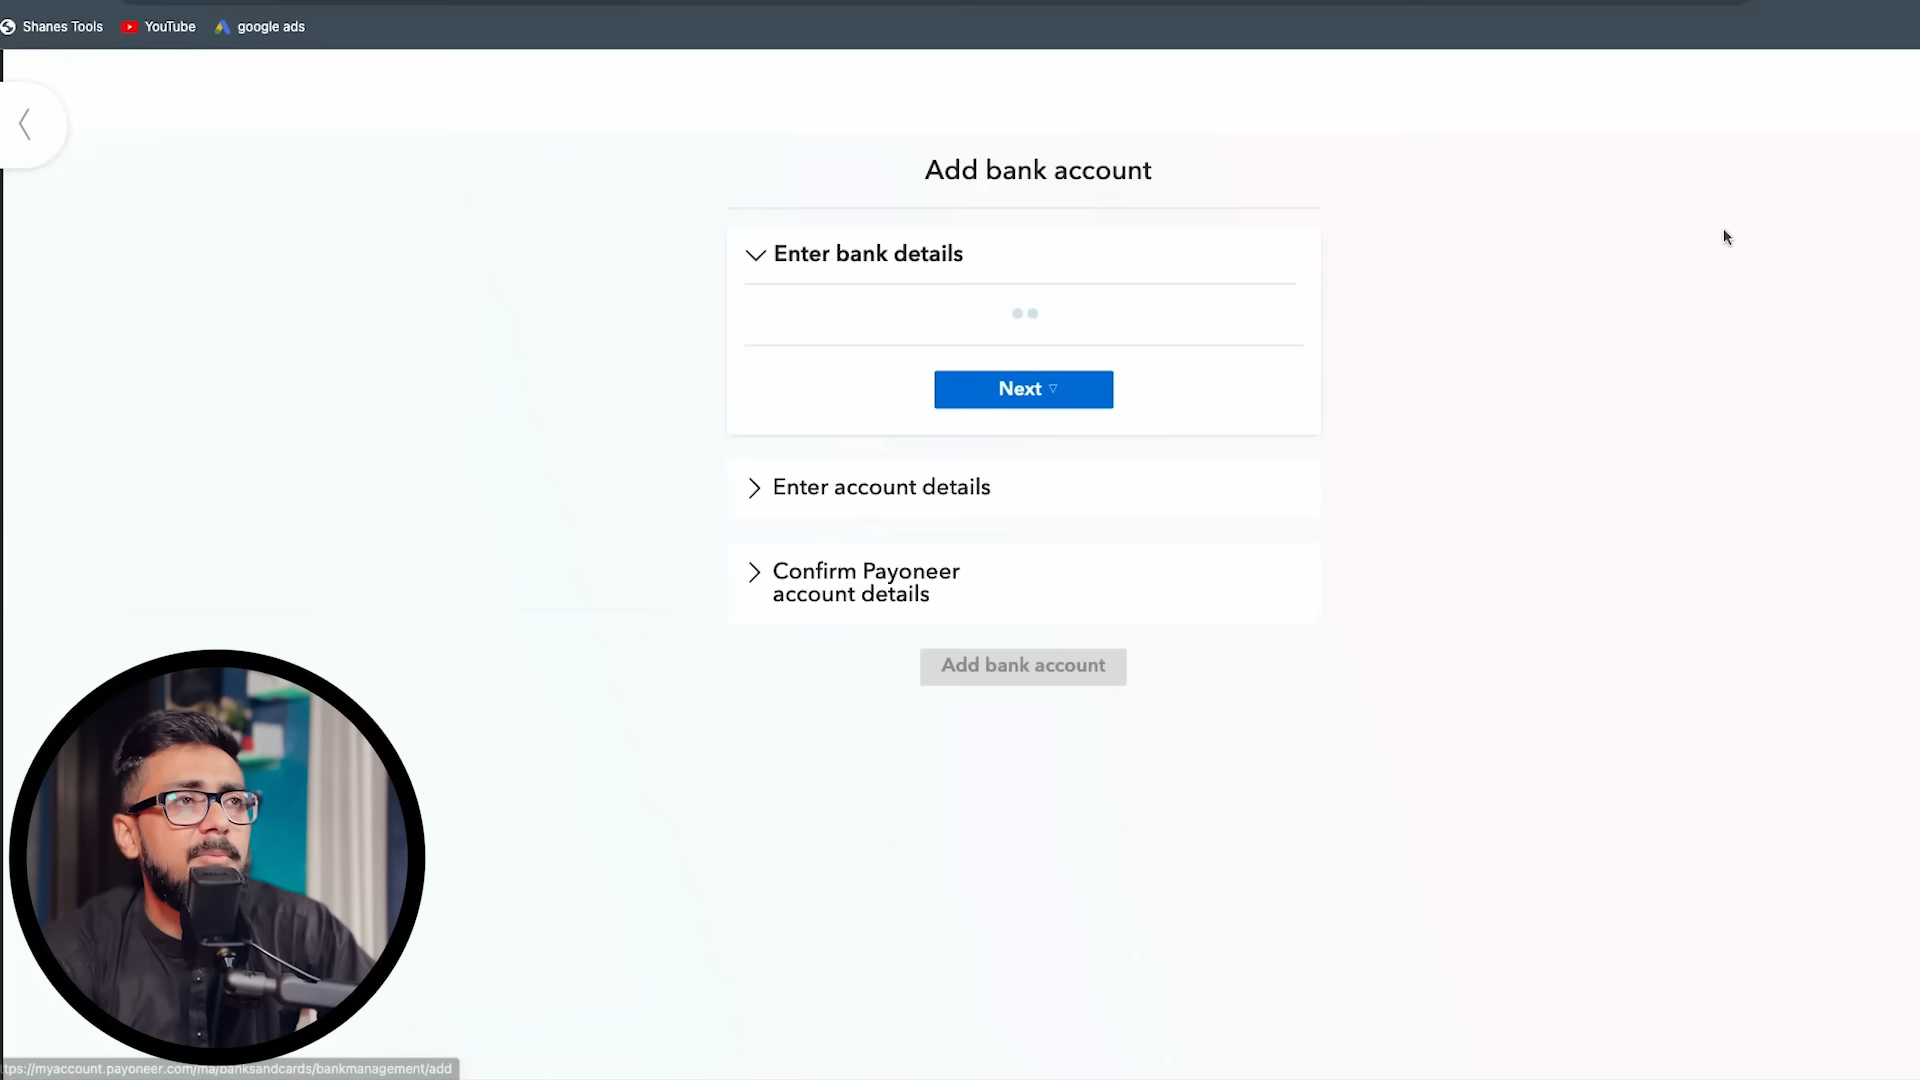 Shanes Tools
YouTube
google ads
Add bank account
Enter bank details
Next
Enter account details
Confirm Payoneer
account details
Add bank account
ttps://myaccount.payoneer.com/ma/banksandcards/bankmanagement/add